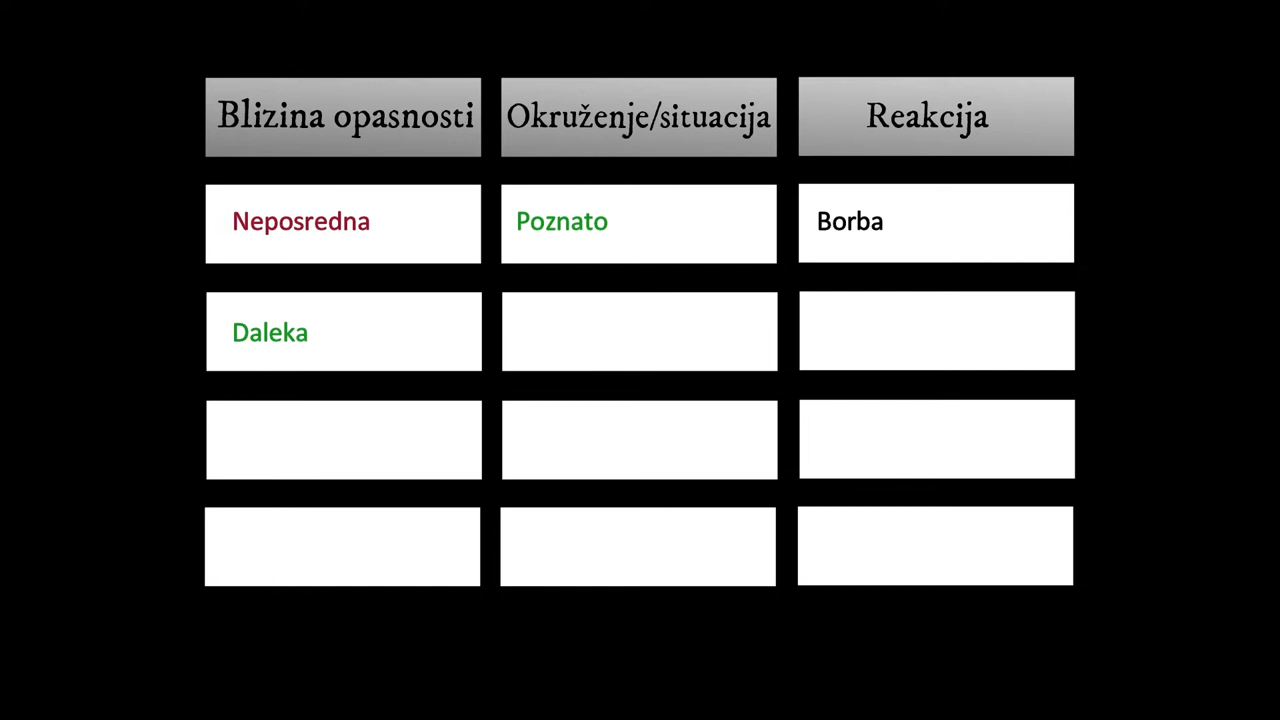 Blizina opasnosti
Okruženje/situacija
Reakcija
Neposredna
Poznato
Borba
Daleka